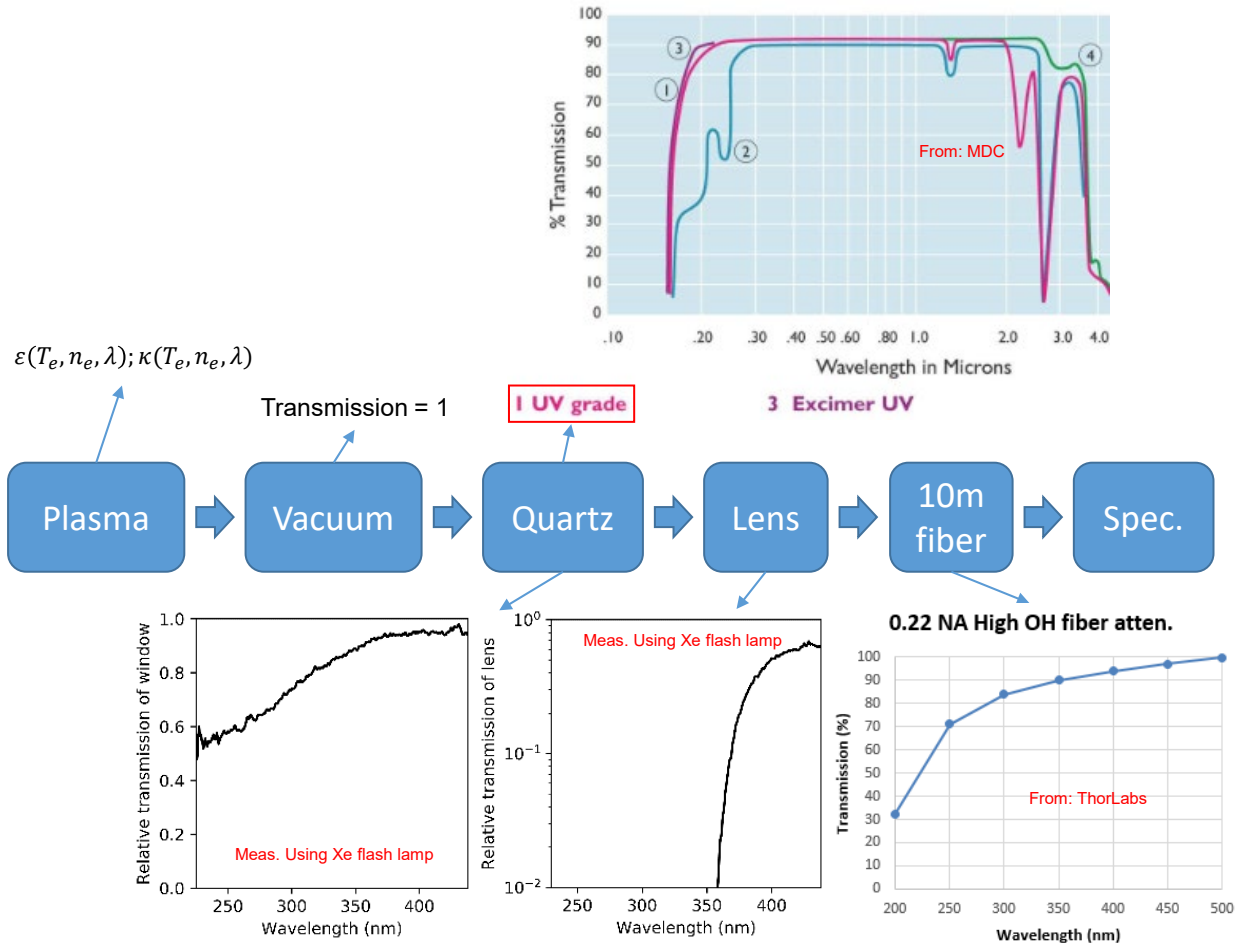 100
90
80
70
60
50
40
30
20
10
0
% Transmission
3
1
2
4
From: MDC
.10
.20
.30
.40
.50
.60
.80
1.0
2.0
3.0
4.0
Wavelength in Microns
1 UV grade
3 Excimer UV
ε(Tₑ, nₑ, λ); κ(Tₑ, nₑ, λ)
Transmission = 1
Plasma
Vacuum
Quartz
Lens
10m
fiber
Spec.
1.0
0.8
0.6
0.4
0.2
0.0
Relative transmission of window
Meas. Using Xe flash lamp
250
300
350
400
Wavelength (nm)
10⁰
10⁻¹
10⁻²
Relative transmission of lens
Meas. Using Xe flash lamp
300
350
400
Wavelength (nm)
0.22 NA High OH fiber atten.
100
90
80
70
60
50
40
30
20
10
0
Transmission (%)
From: ThorLabs
200
250
300
350
400
450
500
Wavelength (nm)